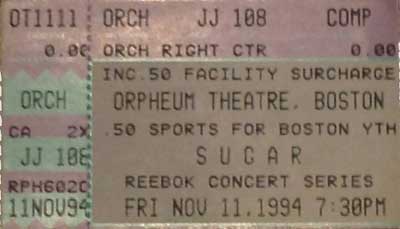 OT1111 ORCH JJ 108 COMP
0.00 ORCH RIGHT CTR 0.00
INC.50 FACILITY SURCHARGE
ORCH ORPHEUM THEATRE. BOSTON
CA 2X .50 SPORTS FOR BOSTON YTH
JJ 108 SUGAR
RPH602C REEBOK CONCERT SERIES
11NOV94 FRI NOV 11.1994 7:30PM